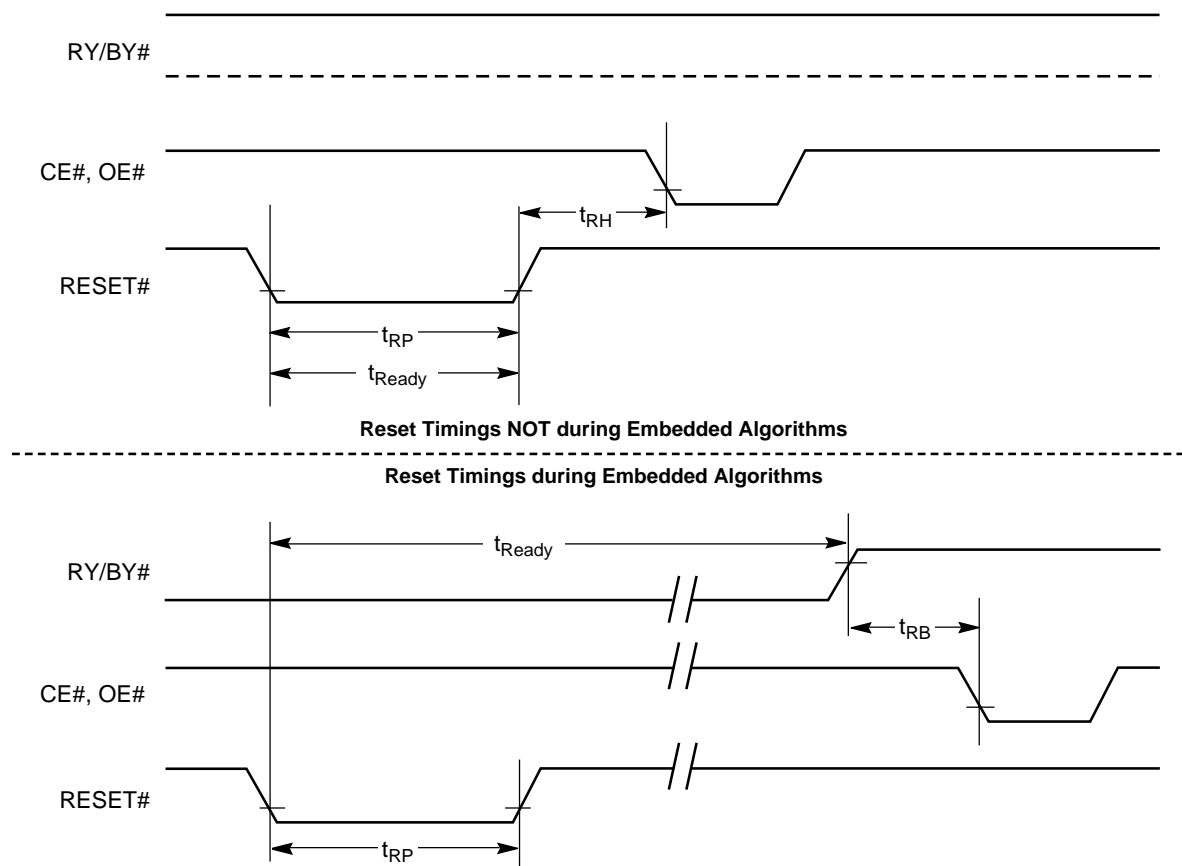 RY/BY#
CE#, OE#
tRH
RESET#
tRP
tReady
Reset Timings NOT during Embedded Algorithms
Reset Timings during Embedded Algorithms
tReady
RY/BY#
tRB
CE#, OE#
RESET#
tRP